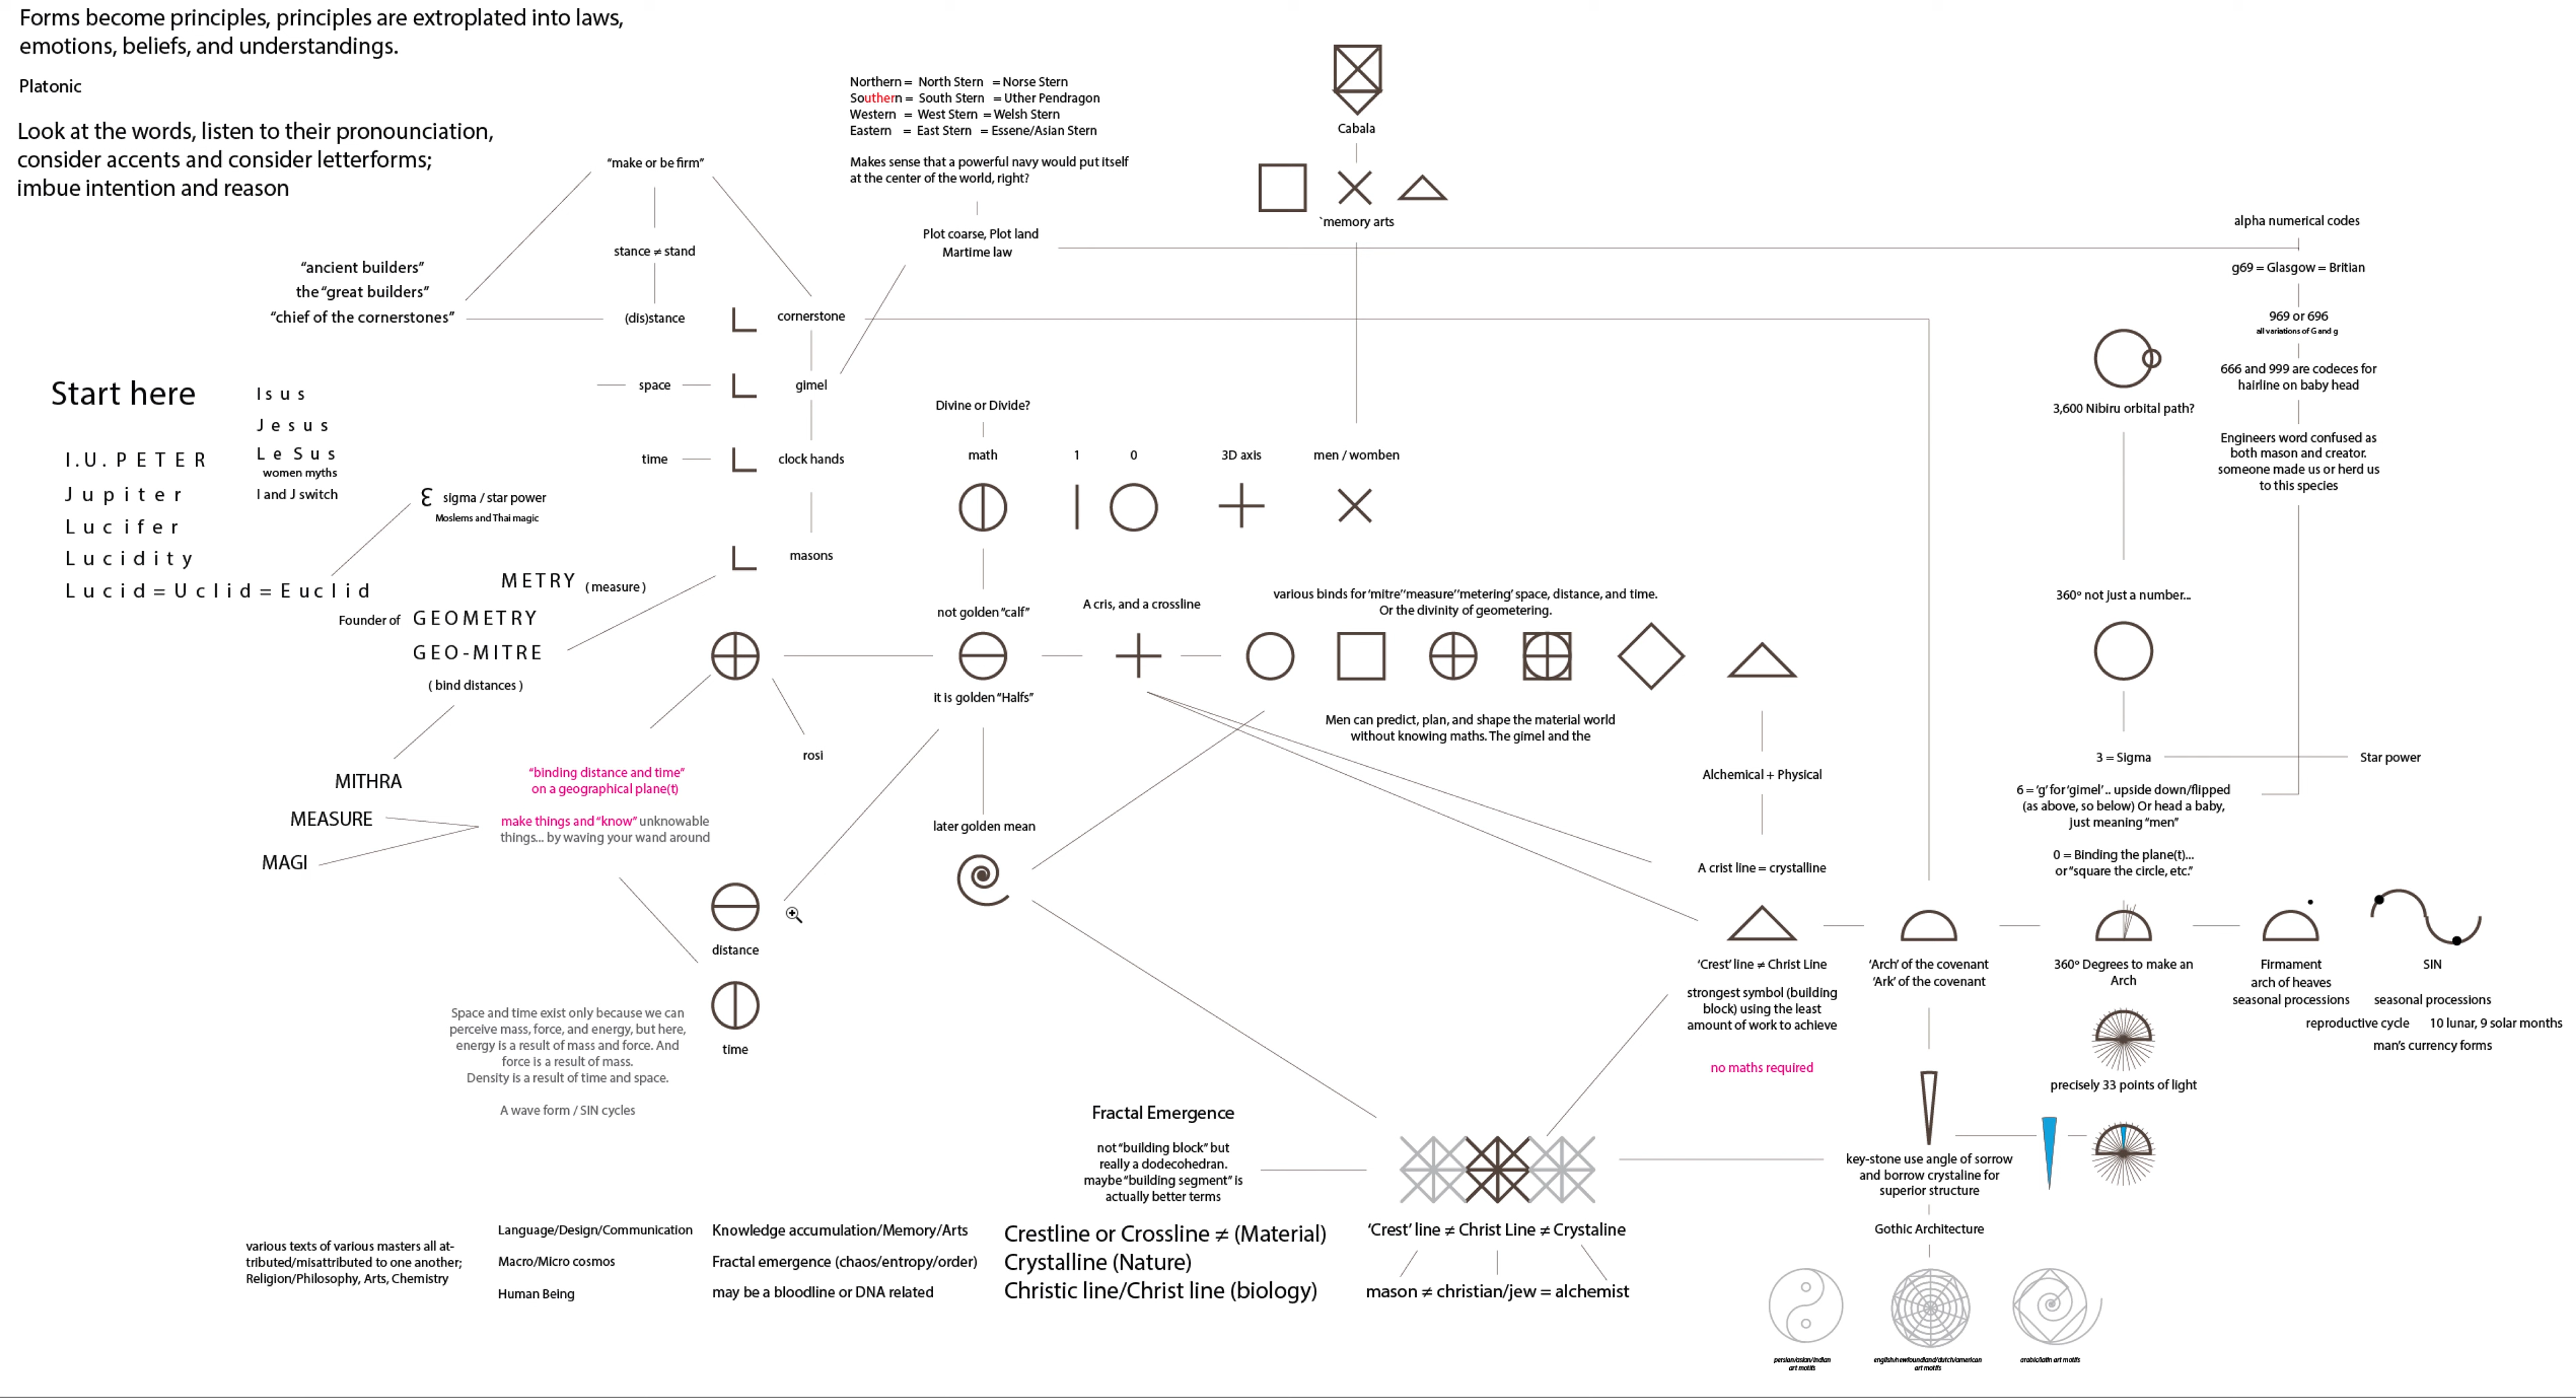 Forms become principles, principles are extroplated into laws,
emotions, beliefs, and understandings.
Platonic
Look at the words, listen to their pronounciation,
consider accents and consider letterforms;
imbue intention and reason
"make or be firm"
stance ≠ stand
"ancient builders"
the "great builders"
"chief of the cornerstones"
(dis)stance
cornerstone
space
gimel
time
clock hands
masons
Northern = North Stern = Norse Stern
Southern = South Stern = Uther Pendragon
Western = West Stern = Welsh Stern
Eastern = East Stern = Essene/Asian Stern
Makes sense that a powerful navy would put itself
at the center of the world, right?
Plot coarse, Plot land
Martime law
Cabala
`memory arts
alpha numerical codes
g69 = Glasgow = Britian
969 or 696
all variations of G and g
666 and 999 are codeces for
hairline on baby head
Engineers word confused as
both mason and creator.
someone made us or herd us
to this species
3,600 Nibiru orbital path?
360º not just a number...
3 = Sigma
Star power
6 = 'g' for 'gimel' .. upside down/flipped
(as above, so below) Or head a baby,
just meaning "men"
0 = Binding the plane(t)...
or "square the circle, etc."
Start here
I.U. PETER
Jupiter
Lucifer
Lucidity
Lucid=Uclid=Euclid
Isus
Jesus
LeSus
women myths
I and J switch
Ɛ sigma / star power
Moslems and Thai magic
METRY ( measure )
Founder of GEOMETRY
GEO-MITRE
( bind distances )
MITHRA
MEASURE
MAGI
Divine or Divide?
math
1
0
3D axis
men / womben
not golden "calf"
it is golden "Halfs"
A cris, and a crossline
various binds for 'mitre' 'measure' 'metering' space, distance, and time.
Or the divinity of geometering.
Men can predict, plan, and shape the material world
without knowing maths. The gimel and the
rosi
"binding distance and time"
on a geographical plane(t)
make things and "know" unknowable
things... by waving your wand around
later golden mean
distance
time
Space and time exist only because we can
perceive mass, force, and energy, but here,
energy is a result of mass and force. And
force is a result of mass.
Density is a result of time and space.
A wave form / SIN cycles
Alchemical + Physical
A crist line = crystalline
'Crest' line ≠ Christ Line
strongest symbol (building
block) using the least
amount of work to achieve
no maths required
'Arch' of the covenant
'Ark' of the covenant
360º Degrees to make an
Arch
precisely 33 points of light
Firmament
arch of heaves
seasonal processions
SIN
seasonal processions
reproductive cycle
10 lunar, 9 solar months
man's currency forms
key-stone use angle of sorrow
and borrow crystaline for
superior structure
Gothic Architecture
persian/asian/indian
art motifs
english/newfoundland/dutch/american
art motifs
arabic/latin art motifs
Fractal Emergence
not "building block" but
really a dodecohedran.
maybe "building segment" is
actually better terms
'Crest' line ≠ Christ Line ≠ Crystaline
mason ≠ christian/jew = alchemist
Crestline or Crossline ≠ (Material)
Crystalline (Nature)
Christic line/Christ line (biology)
various texts of various masters all at-
tributed/misattributed to one another;
Religion/Philosophy, Arts, Chemistry
Language/Design/Communication
Macro/Micro cosmos
Human Being
Knowledge accumulation/Memory/Arts
Fractal emergence (chaos/entropy/order)
may be a bloodline or DNA related